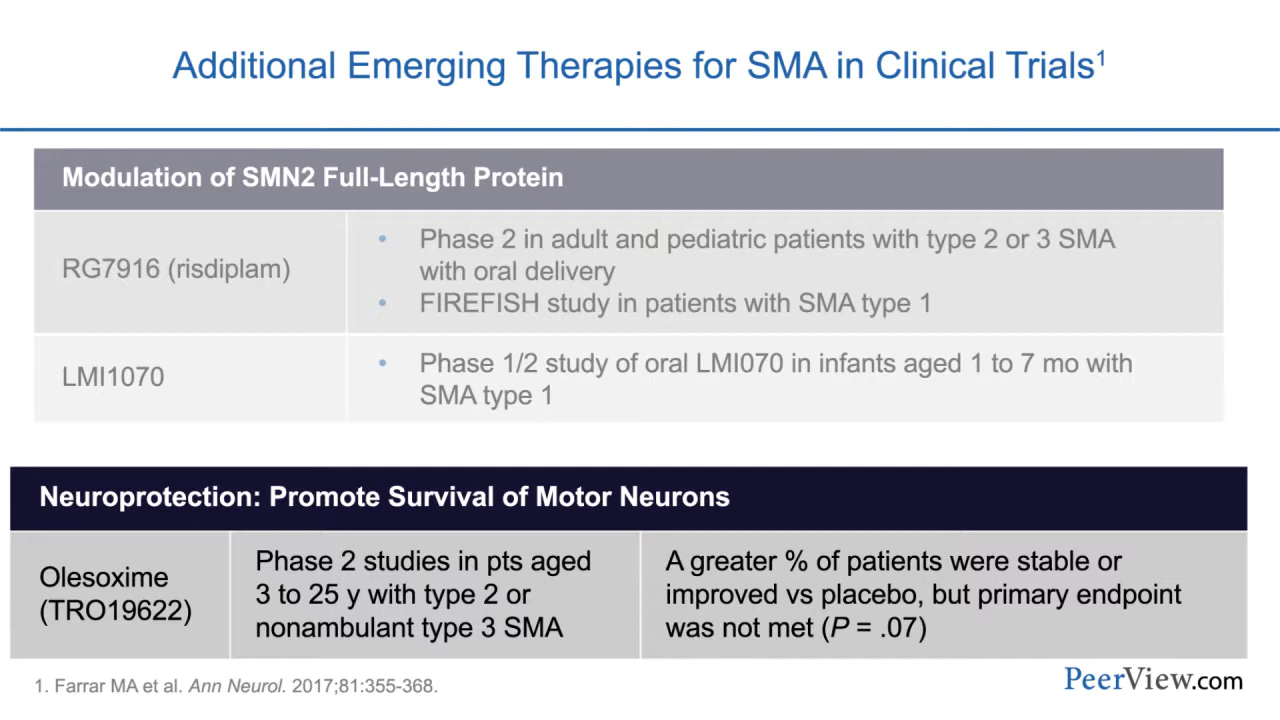 Additional Emerging Therapies for SMA in Clinical Trials1
Modulation of SMN2 Full-Length Protein
RG7916 (risdiplam)
• Phase 2 in adult and pediatric patients with type 2 or 3 SMA
with oral delivery
• FIREFISH study in patients with SMA type 1
LMI1070
• Phase 1/2 study of oral LMI070 in infants aged 1 to 7 mo with
SMA type 1
Neuroprotection: Promote Survival of Motor Neurons
Olesoxime
(TRO19622)
Phase 2 studies in pts aged
3 to 25 y with type 2 or
nonambulant type 3 SMA
A greater % of patients were stable or
improved vs placebo, but primary endpoint
was not met (P = .07)
1. Farrar MA et al. Ann Neurol. 2017;81:355-368.
PeerView.com